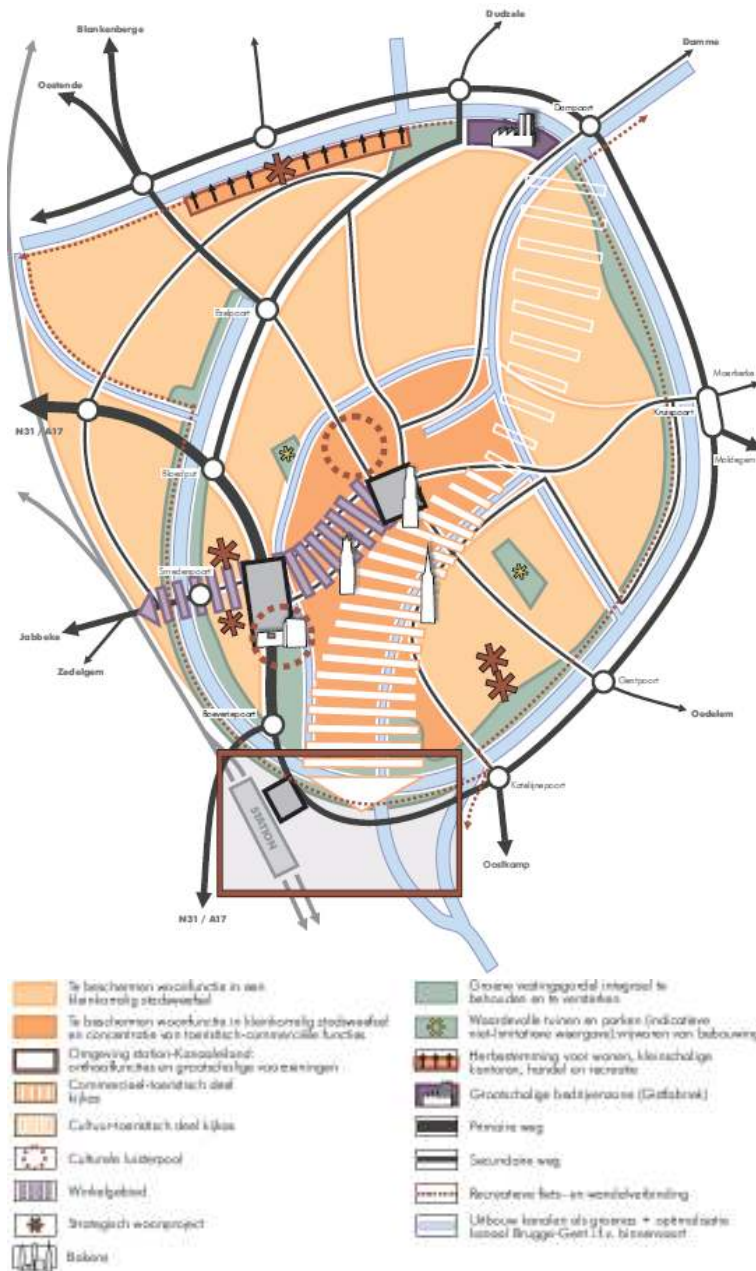 Blankenberge
Dudzele
Damme
Oostende
Dampoort
Ezelpoort
Maerkerke
Kruispoort
Maldegem
N31 / A17
Bloedput
Smedenpoort
Jabbeke
Zedelgem
Gentpoort
Oedelem
Boeveriepoort
Katelijnepoort
STATION
Oostkamp
N31 / A17
Te beschermen woonfunctie in een
kleinkorrelig stadsweefsel
Te beschermen woonfunctie in kleinkorrelig stadsweefsel
en concentratie van toeristisch-commerciële functies
Omgeving station-Kanaaleiland:
onthaalfuncties en grootschalige voorzieningen
Commercieel-toeristisch deel
kijkas
Cultuur-toeristisch deel kijkas
Culturele luisterpool
Winkelgebied
Strategisch woonproject
Bakens
Groene vestingsgordel integraal te
behouden en te versterken
Waardevolle tuinen en parken (indicatieve
niet-limitatieve weergave) vrijwaren van bebouwing
Herbestemming voor wonen, kleinschalige
kantoren, handel en recreatie
Grootschalige bedrijvenzone (Gistfabriek)
Primaire weg
Secundaire weg
Recreatieve fiets- en wandelverbinding
Uitbouw kanalen als groenas + optimalisatie
kanaal Brugge-Gent i.f.v. binnenvaart